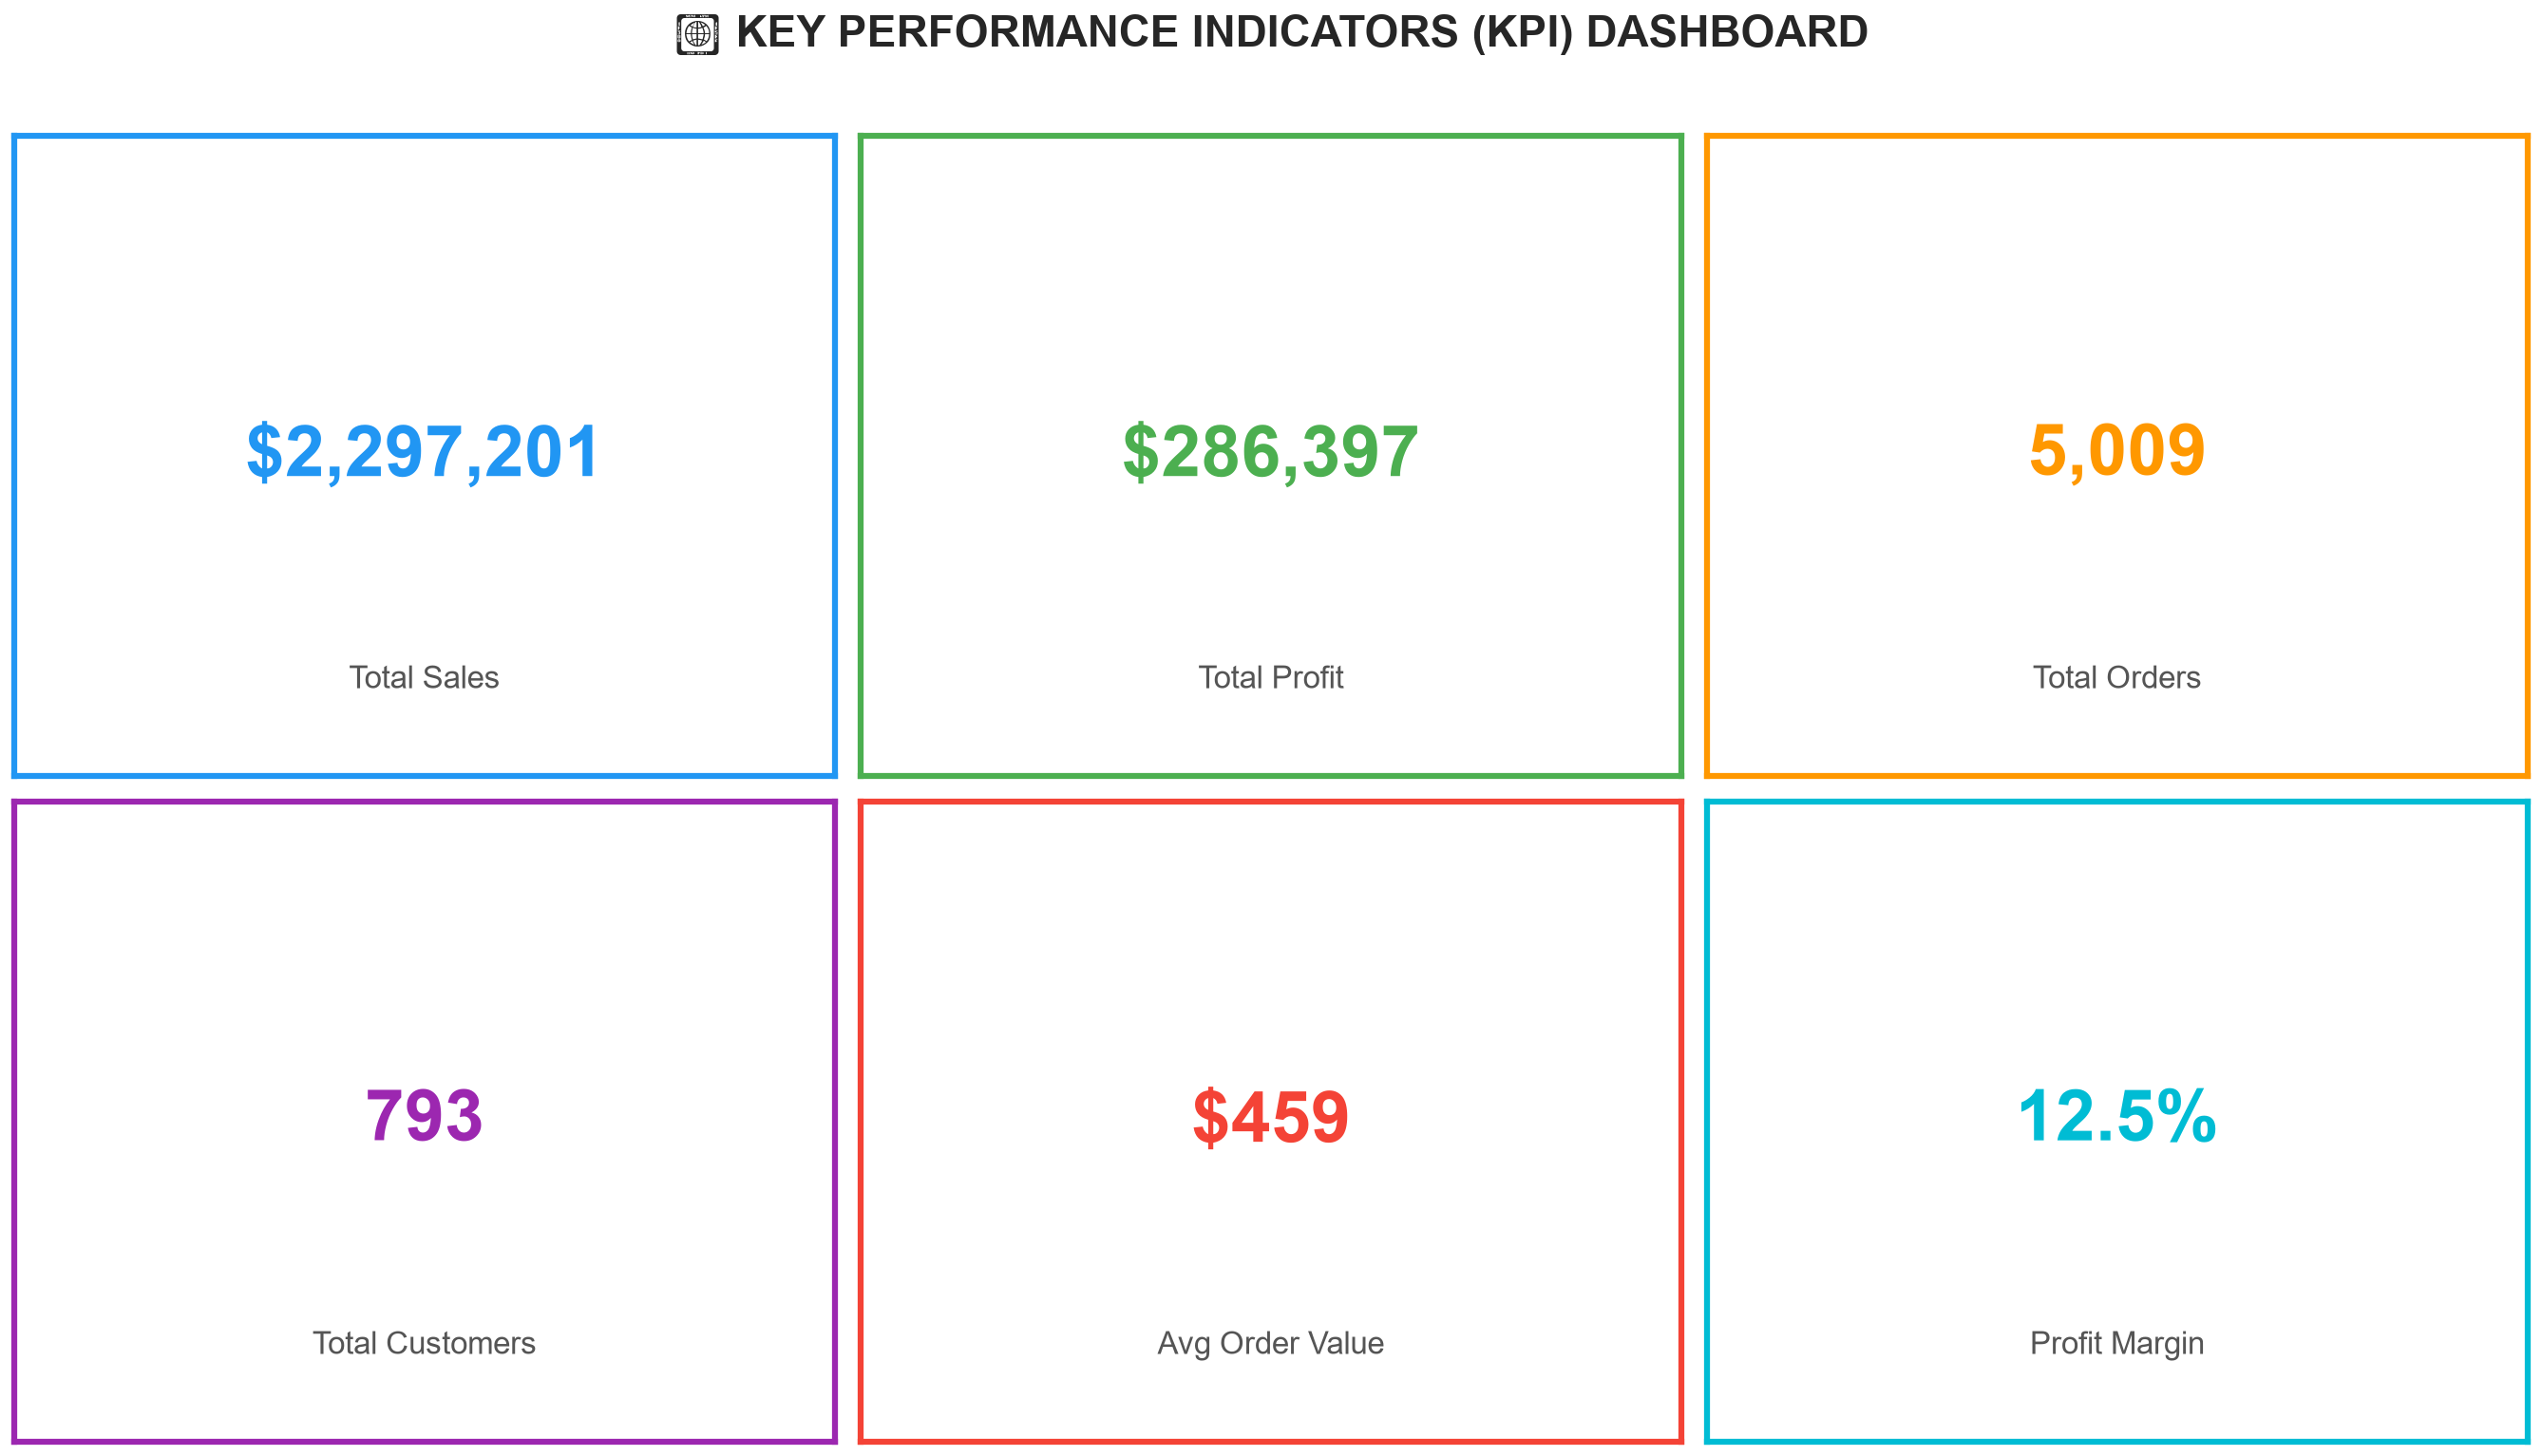 KEY PERFORMANCE INDICATORS (KPI) DASHBOARD
$2,297,201
Total Sales
$286,397
Total Profit
5,009
Total Orders
793
Total Customers
$459
Avg Order Value
12.5%
Profit Margin